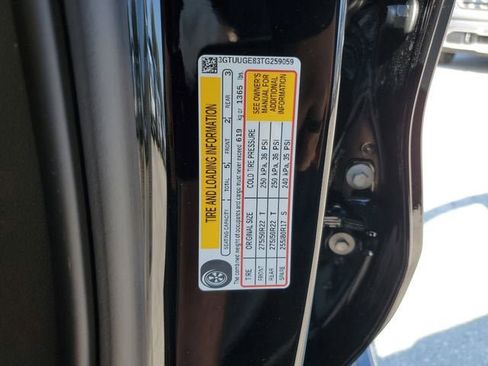 3GTUUGE83TG259059
TIRE AND LOADING INFORMATION
SEATING CAPACITY TOTAL 5 FRONT 2 REAR 3
The combined weight of occupants and cargo must never exceed 619 kg or 1365 lbs.
TIRE ORIGINAL SIZE COLD TIRE PRESSURE
FRONT 275/50R22 T 250 kPa, 36 PSI
REAR 275/50R22 T 250 kPa, 36 PSI
SPARE 255/80R17 S 240 kPa, 35 PSI
SEE OWNER'S
MANUAL FOR
ADDITIONAL
INFORMATION